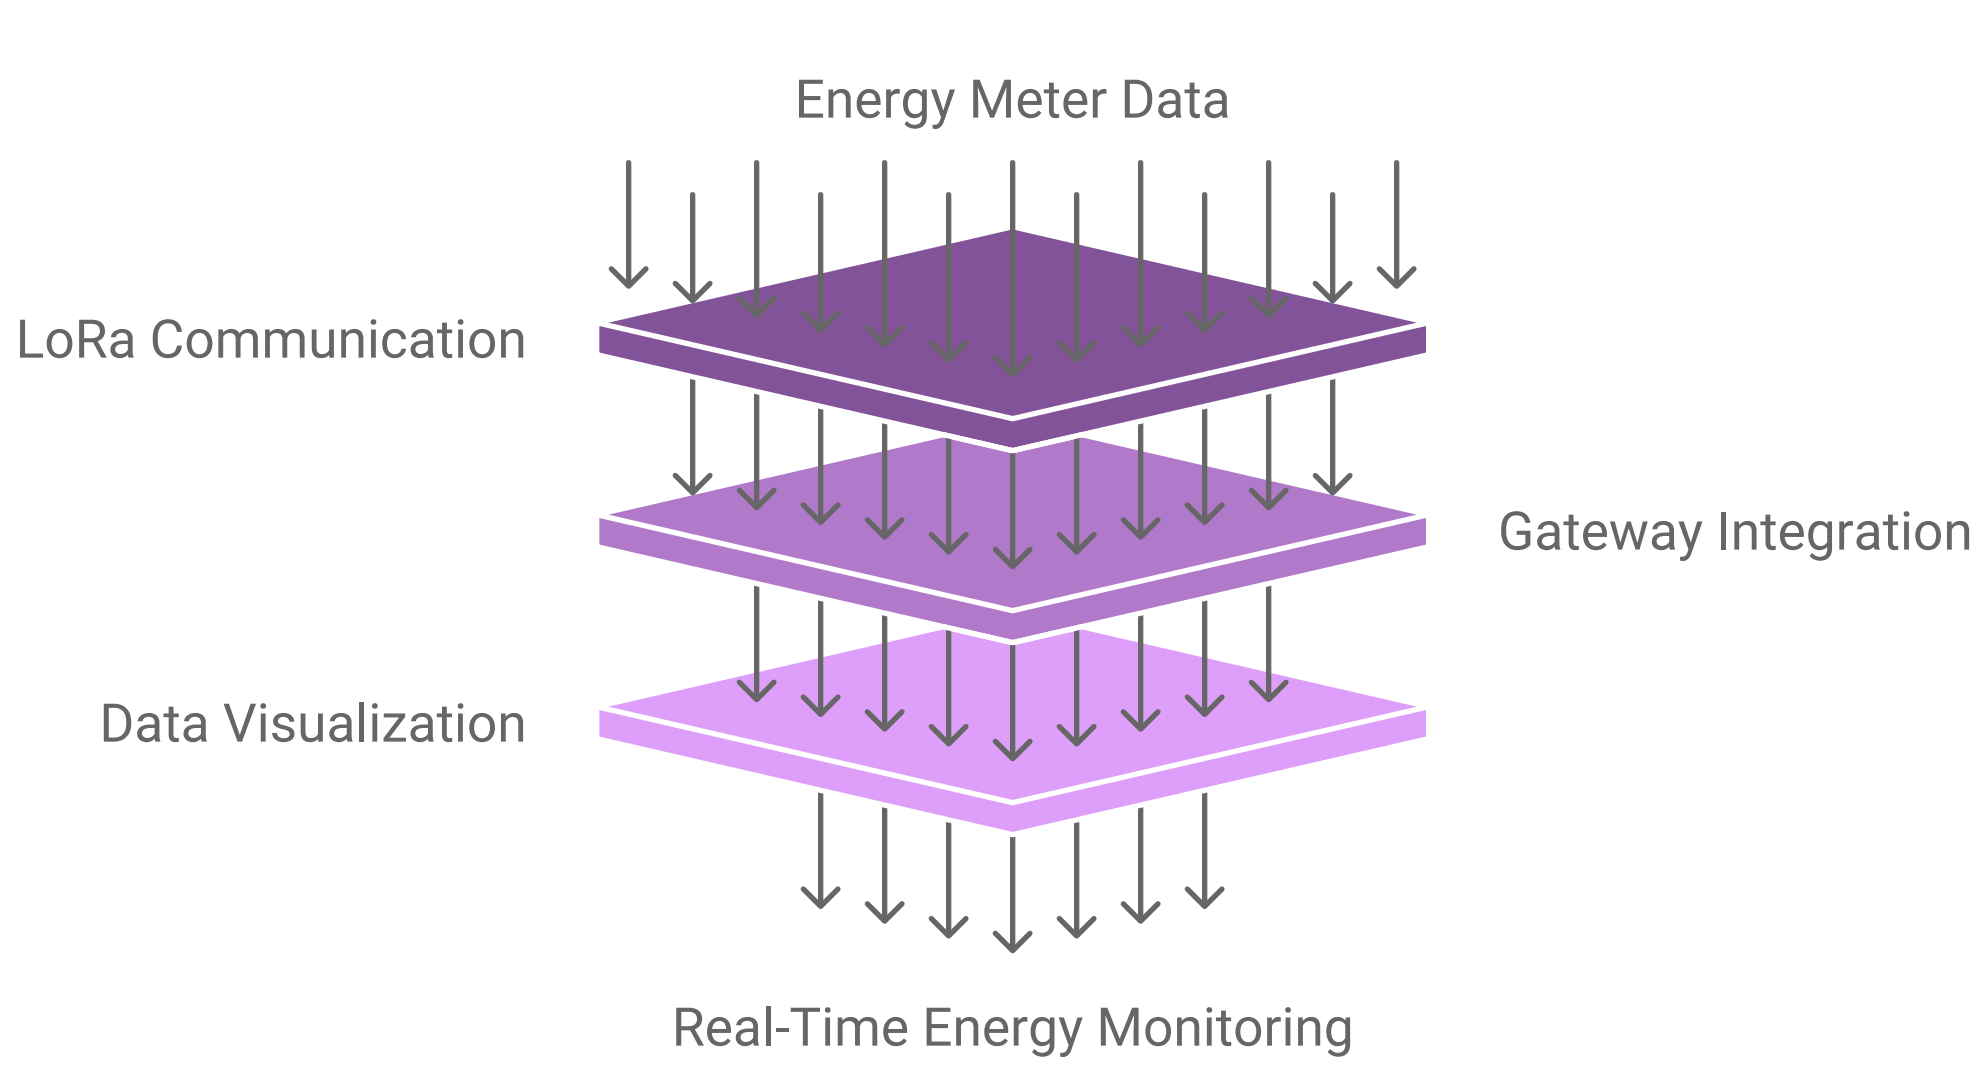 Energy Meter Data
LoRa Communication
Gateway Integration
Data Visualization
Real-Time Energy Monitoring